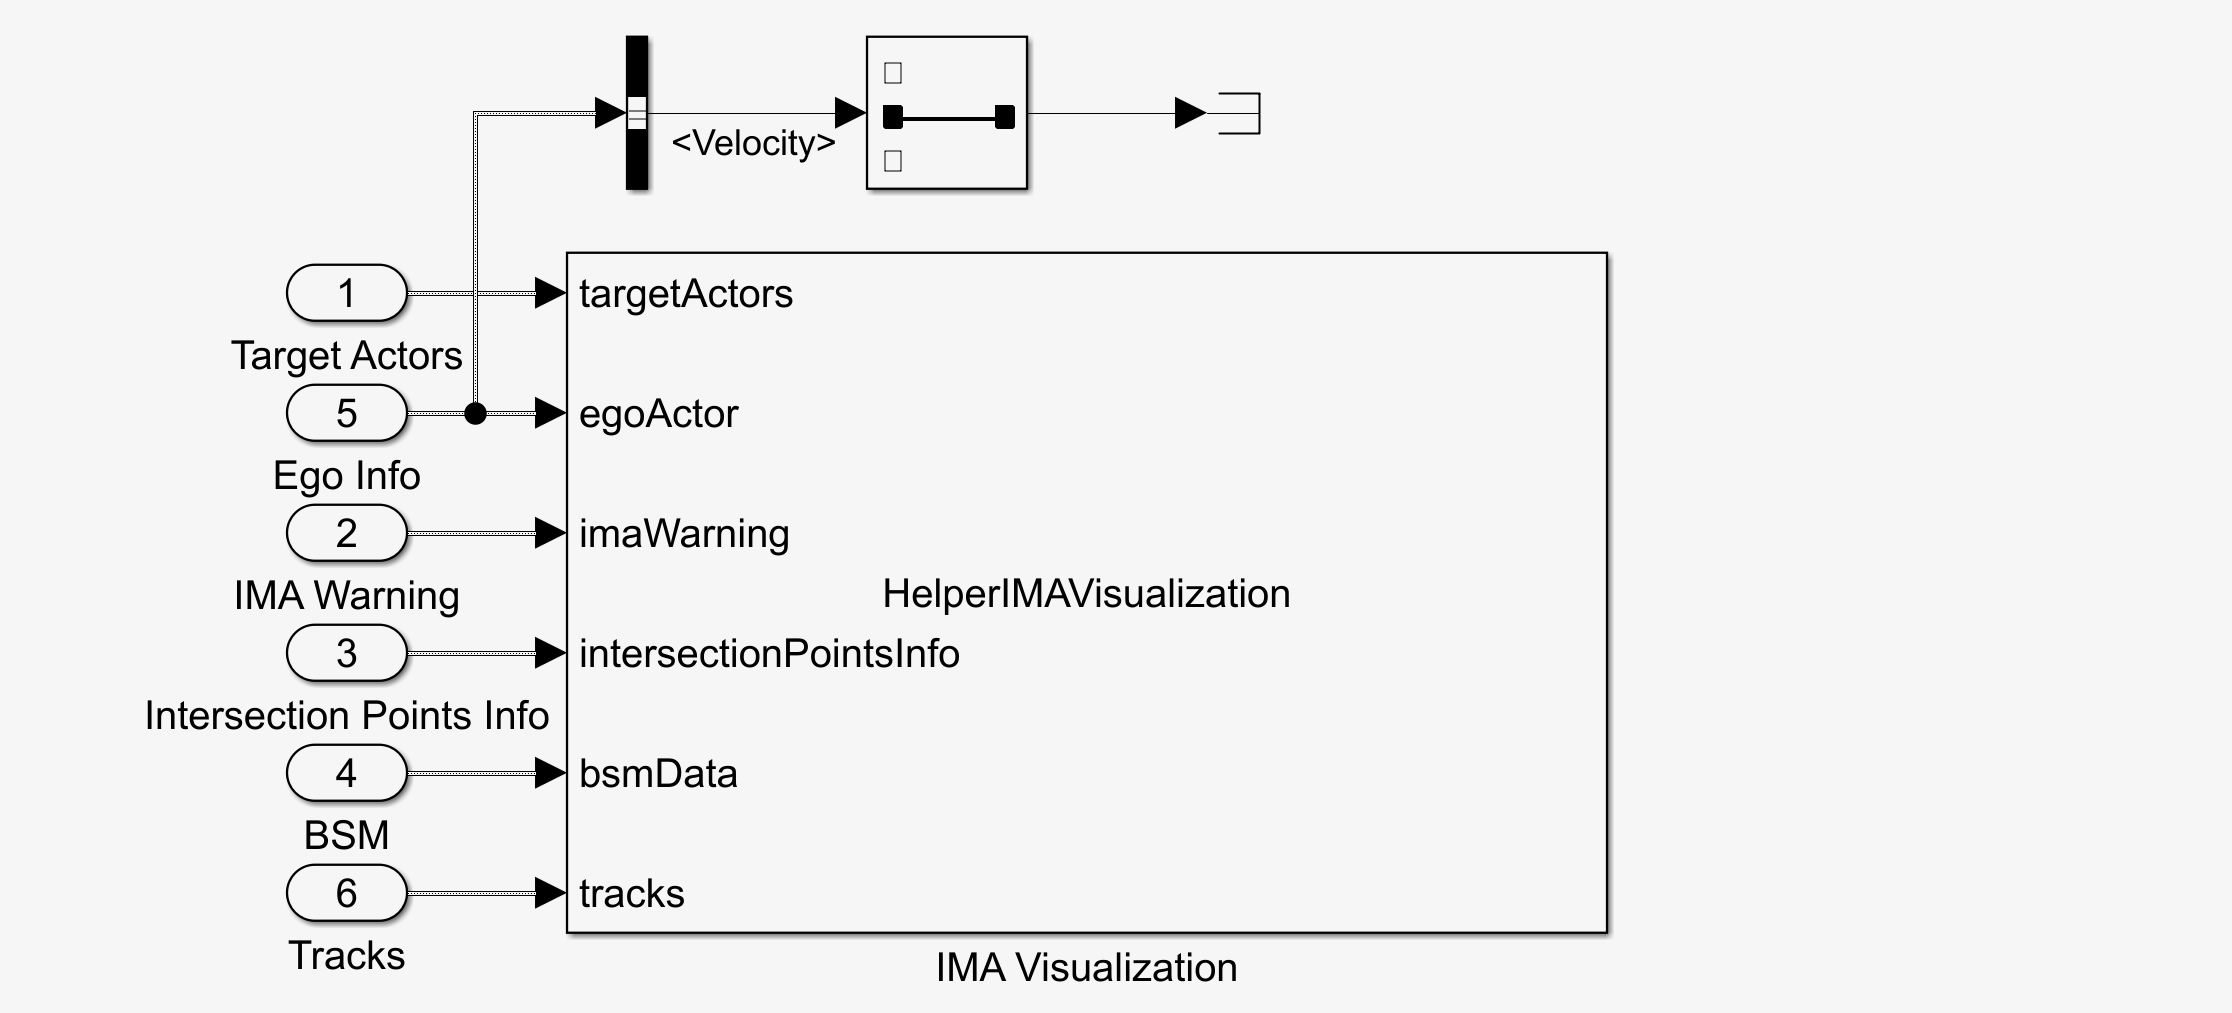 <Velocity>
1
targetActors
Target Actors
5
egoActor
Ego Info
2
imaWarning
IMA Warning
HelperIMAVisualization
3
intersectionPointsInfo
Intersection Points Info
4
bsmData
BSM
6
tracks
Tracks
IMA Visualization